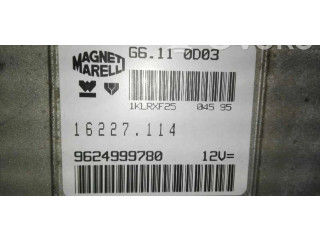 MAGNETI MARELLI
G6.11 0D03
1KLRXF25 045 95
16227.114
9624999780 12V=